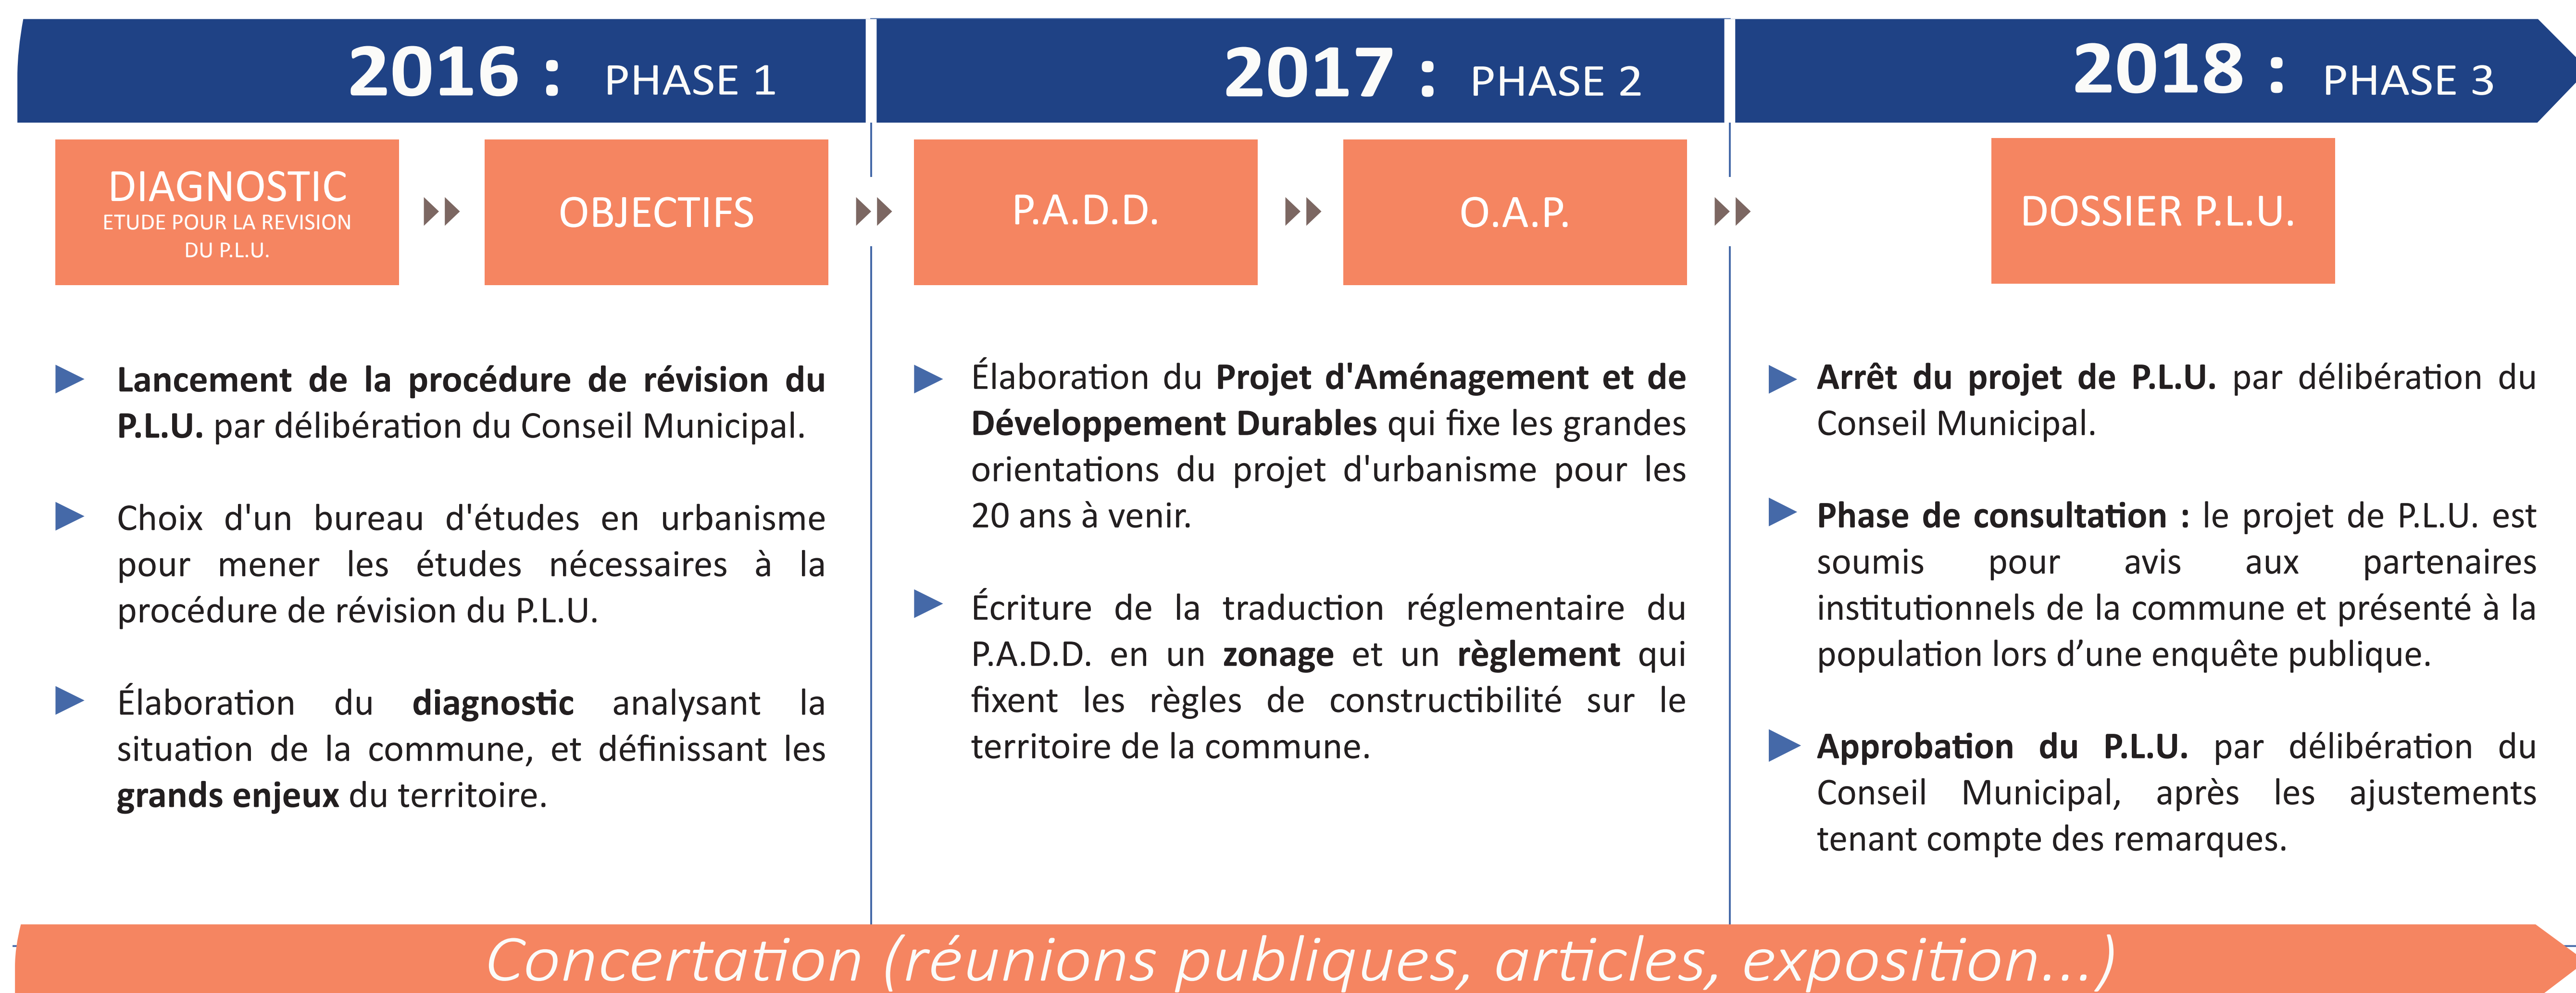 2016 : PHASE 1
2017 : PHASE 2
2018 : PHASE 3
DIAGNOSTIC
ETUDE POUR LA REVISION
DU P.L.U.
OBJECTIFS
P.A.D.D.
O.A.P.
DOSSIER P.L.U.
Lancement de la procédure de révision du
P.L.U. par délibération du Conseil Municipal.
Choix d'un bureau d'études en urbanisme
pour mener les études nécessaires à la
procédure de révision du P.L.U.
Élaboration du diagnostic analysant la
situation de la commune, et définissant les
grands enjeux du territoire.
Élaboration du Projet d'Aménagement et de
Développement Durables qui fixe les grandes
orientations du projet d'urbanisme pour les
20 ans à venir.
Écriture de la traduction réglementaire du
P.A.D.D. en un zonage et un règlement qui
fixent les règles de constructibilité sur le
territoire de la commune.
Arrêt du projet de P.L.U. par délibération du
Conseil Municipal.
Phase de consultation : le projet de P.L.U. est
soumis pour avis aux partenaires
institutionnels de la commune et présenté à la
population lors d’une enquête publique.
Approbation du P.L.U. par délibération du
Conseil Municipal, après les ajustements
tenant compte des remarques.
Concertation (réunions publiques, articles, exposition...)